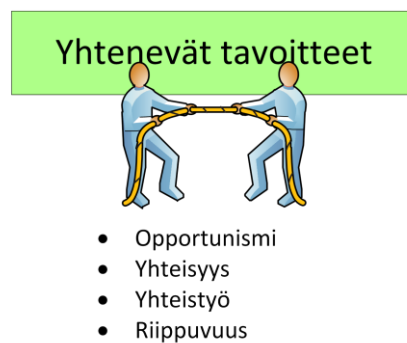 Yhtenevät tavoitteet
• Opportunismi
• Yhteisyys
• Yhteistyö
• Riippuvuus